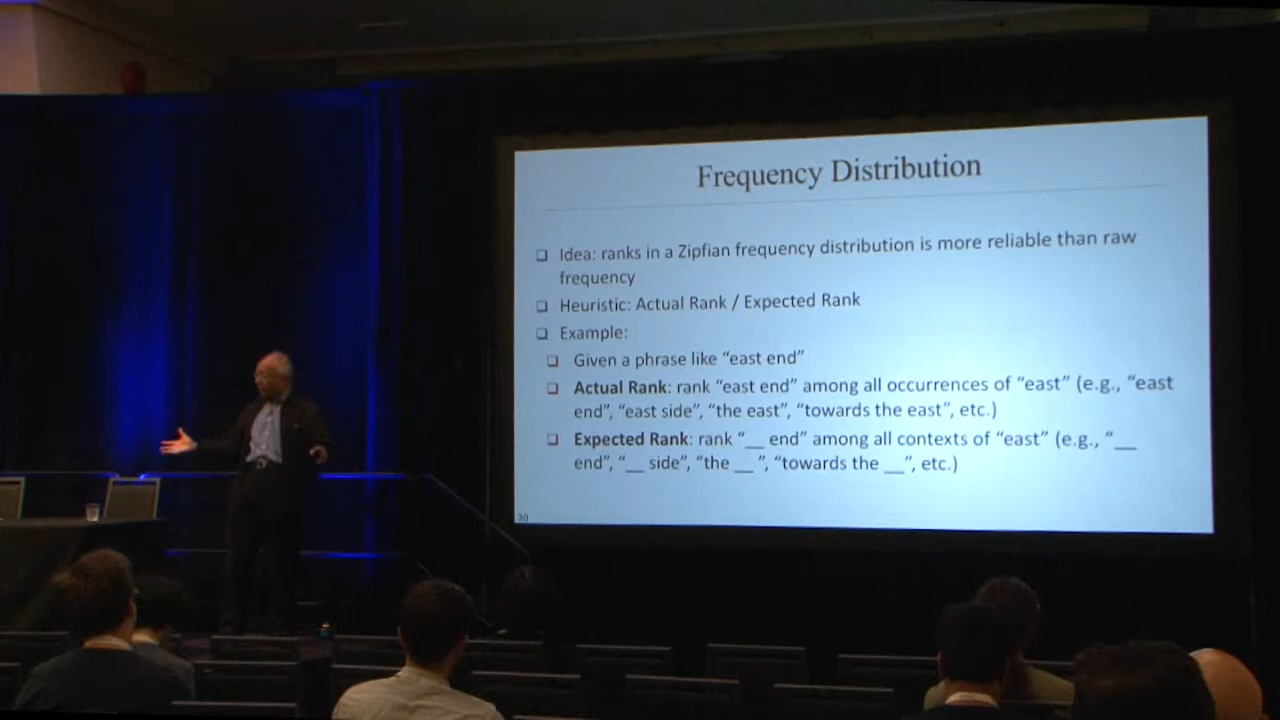 Frequency Distribution
❑ Idea: ranks in a Zipfian frequency distribution is more reliable than raw
frequency
❑ Heuristic: Actual Rank / Expected Rank
❑ Example:
❑ Given a phrase like “east end”
❑ Actual Rank: rank “east end” among all occurrences of “east” (e.g., “east
end”, “east side”, “the east”, “towards the east”, etc.)
❑ Expected Rank: rank “__ end” among all contexts of “east” (e.g., “__
end”, “__ side”, “the __ ”, “towards the __”, etc.)
30